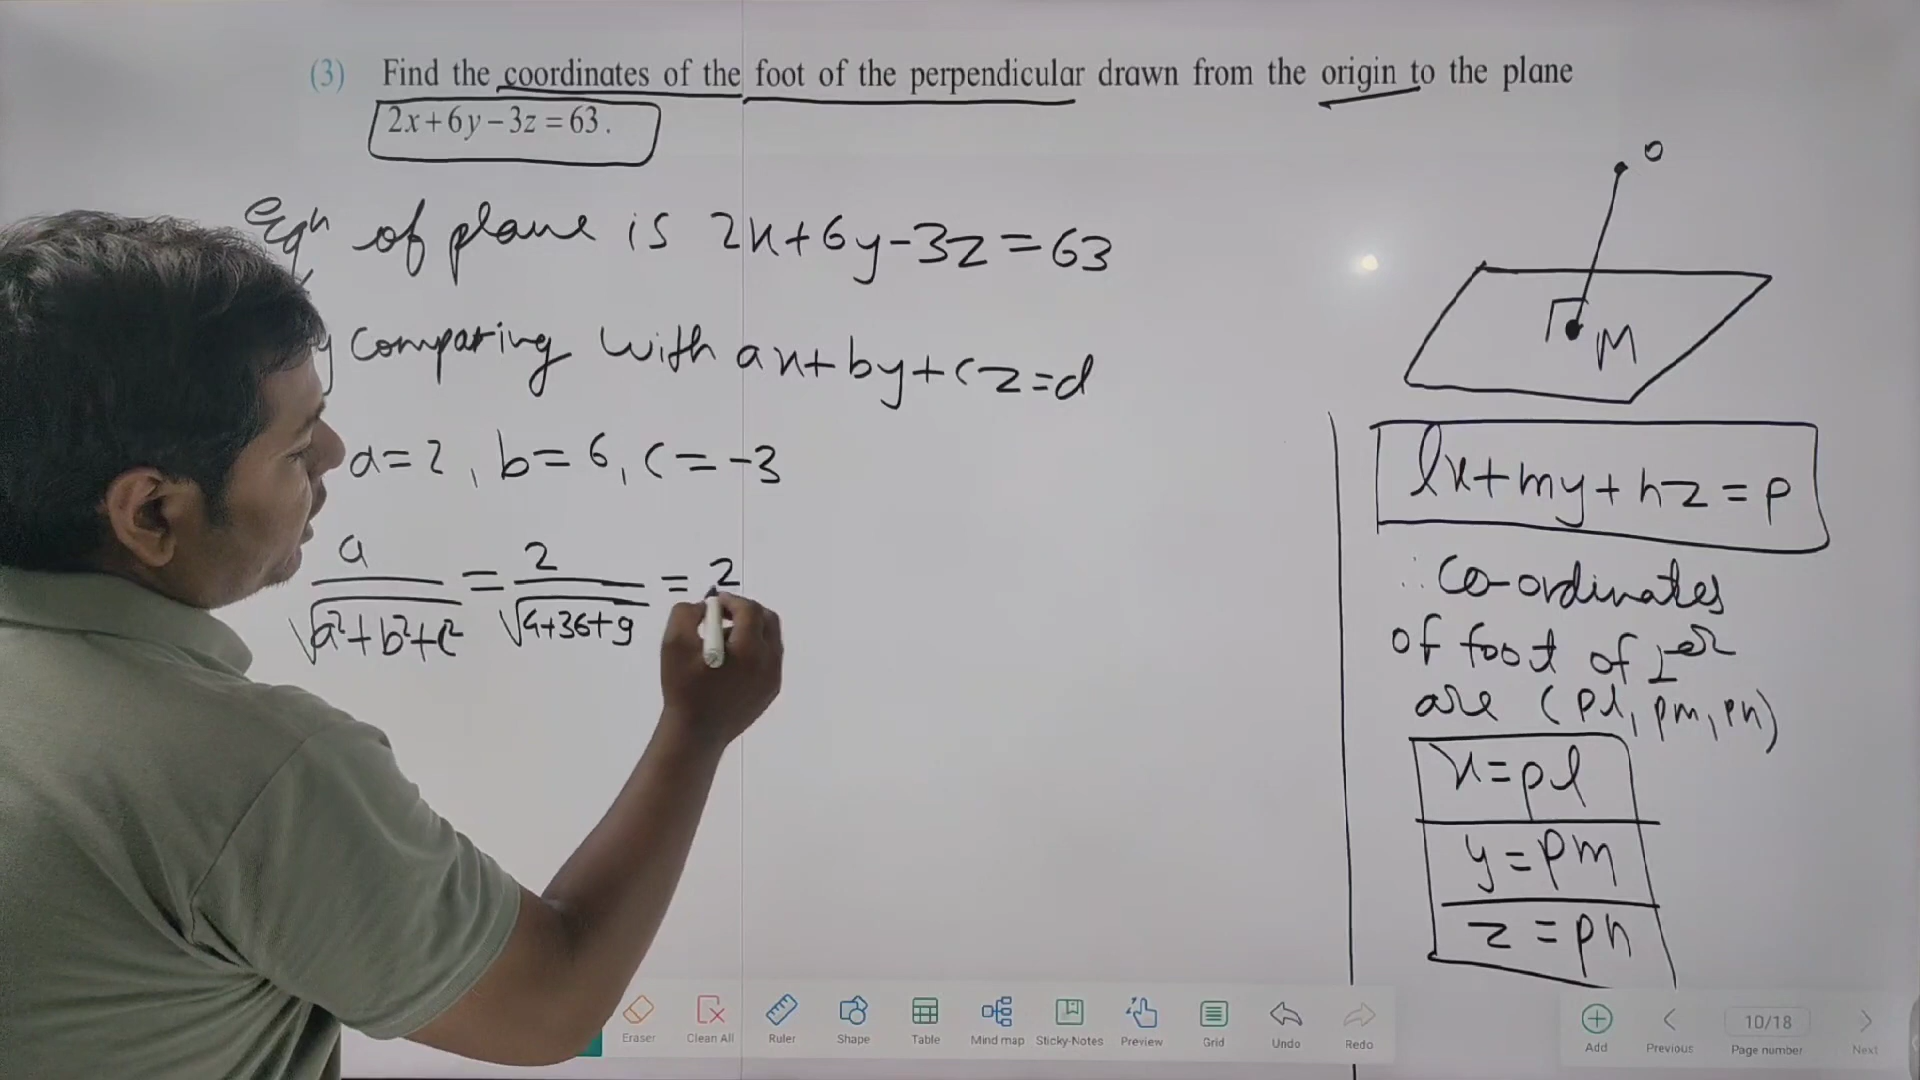 (3) Find the coordinates of the foot of the perpendicular drawn from the origin to the plane
2x+6y−3z=63.
eqn of plane is 2x+6y-3z=63
comparing with ax+by+cz=d
a=2, b=6, c=-3
a/√a²+b²+c² = 2/√4+36+9 = 2
O
M
lx+my+nz=p
∴ Co-ordinates
of foot of ⊥er
are (pl, pm, pn)
x=pl
y=pm
z=pn
Eraser
Clean All
Ruler
Shape
Table
Mind map
Sticky-Notes
Preview
Grid
Undo
Redo
Add
Previous
10/18
Page number
Next